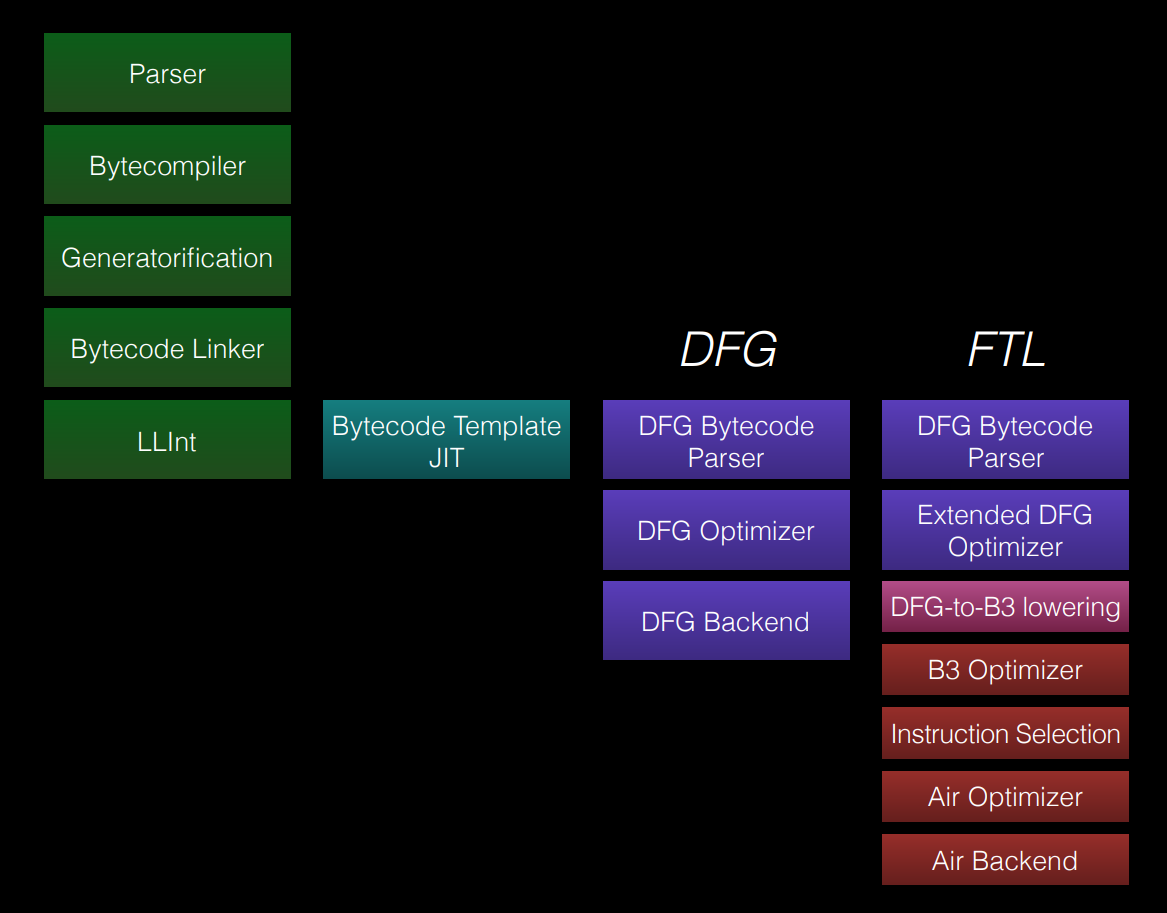 Parser
Bytecompiler
Generatorification
Bytecode Linker
LLInt
Bytecode Template
JIT
DFG
DFG Bytecode
Parser
DFG Optimizer
DFG Backend
FTL
DFG Bytecode
Parser
Extended DFG
Optimizer
DFG-to-B3 lowering
B3 Optimizer
Instruction Selection
Air Optimizer
Air Backend